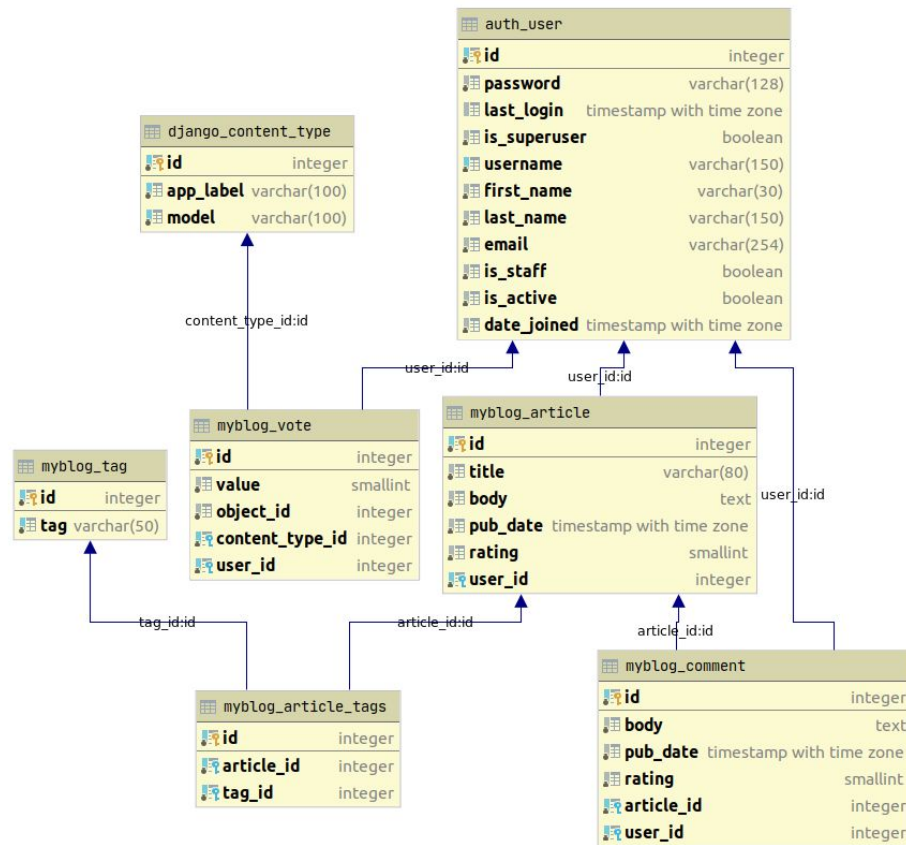 auth_user
id integer
password varchar(128)
last_login timestamp with time zone
is_superuser boolean
username varchar(150)
first_name varchar(30)
last_name varchar(150)
email varchar(254)
is_staff boolean
is_active boolean
date_joined timestamp with time zone
django_content_type
id integer
app_label varchar(100)
model varchar(100)
content_type_id:id
user_id:id
user_id:id
user_id:id
myblog_vote
id integer
value smallint
object_id integer
content_type_id integer
user_id integer
myblog_article
id integer
title varchar(80)
body text
pub_date timestamp with time zone
rating smallint
user_id integer
myblog_tag
id integer
tag varchar(50)
tag_id:id
article_id:id
article_id:id
myblog_article_tags
id integer
article_id integer
tag_id integer
myblog_comment
id integer
body text
pub_date timestamp with time zone
rating smallint
article_id integer
user_id integer